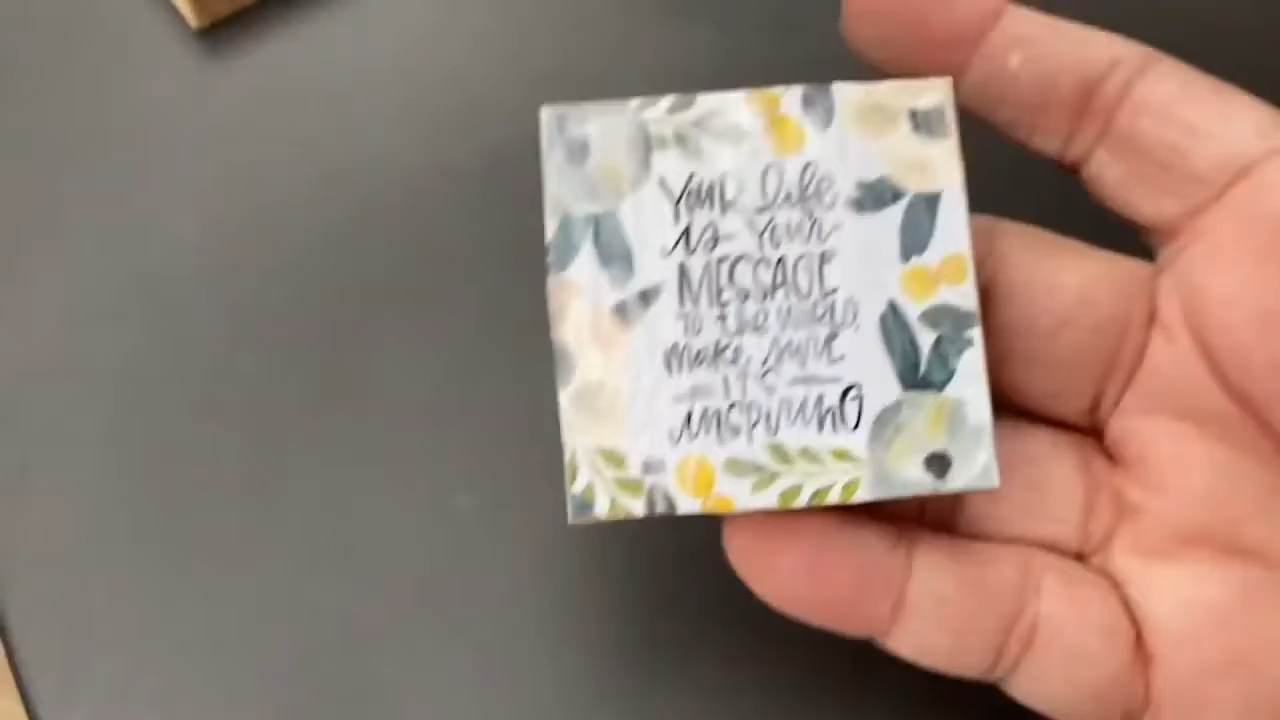 Your life
is Your
MESSAGE
to the world,
make sure
it's
inspiring